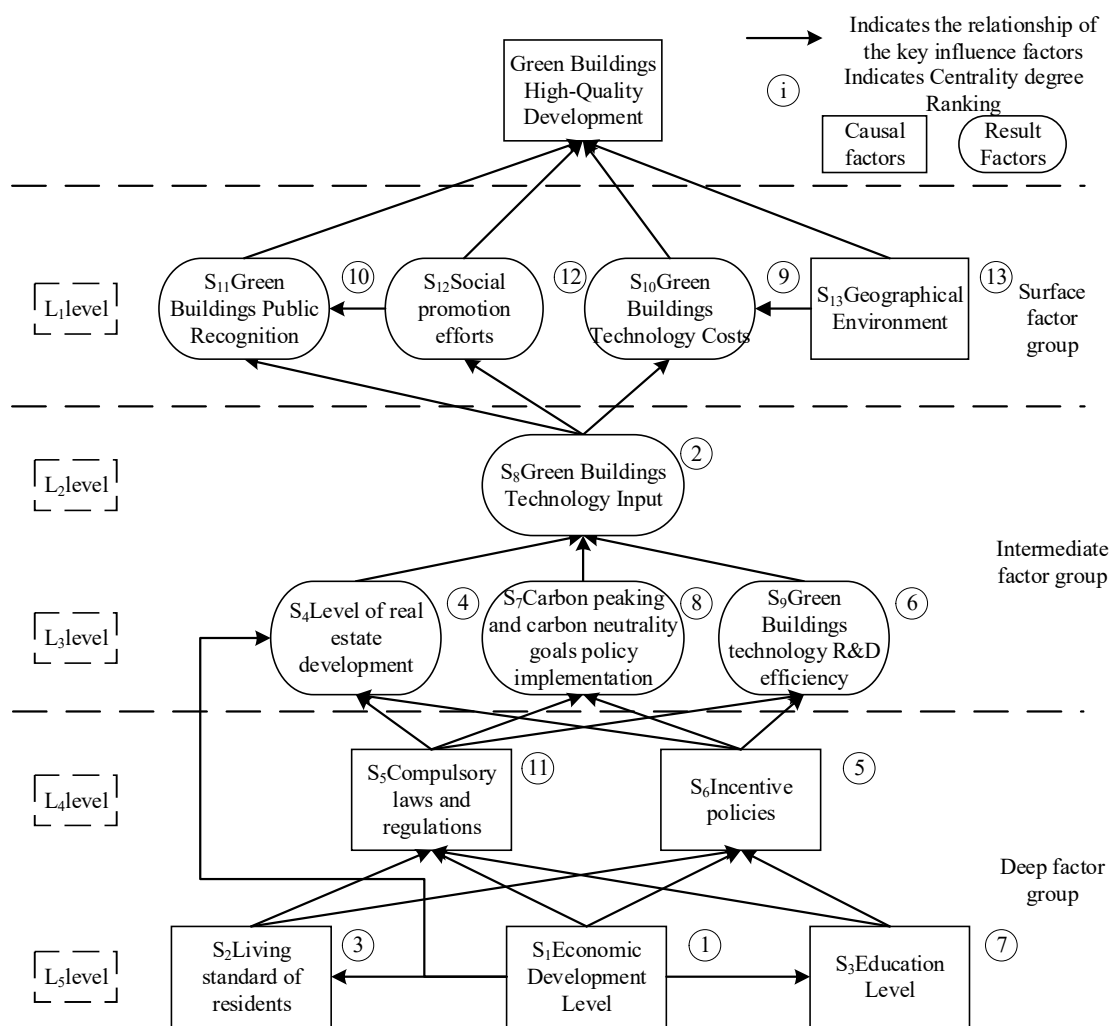 Indicates the relationship of
the key influence factors
i
Indicates Centrality degree
Ranking
Causal
factors
Result
Factors
Green Buildings
High-Quality
Development
L1level
S11Green
Buildings Public
Recognition
10
S12Social
promotion
efforts
12
S10Green
Buildings
Technology Costs
9
S13Geographical
Environment
13
Surface
factor
group
L2level
S8Green Buildings
Technology Input
2
Intermediate
factor group
L3level
S4Level of real
estate
development
4
S7Carbon peaking
and carbon neutrality
goals policy
implementation
8
S9Green
Buildings
technology R&D
efficiency
6
L4level
S5Compulsory
laws and
regulations
11
S6Incentive
policies
5
Deep factor
group
L5level
S2Living
standard of
residents
3
S1Economic
Development
Level
1
S3Education
Level
7